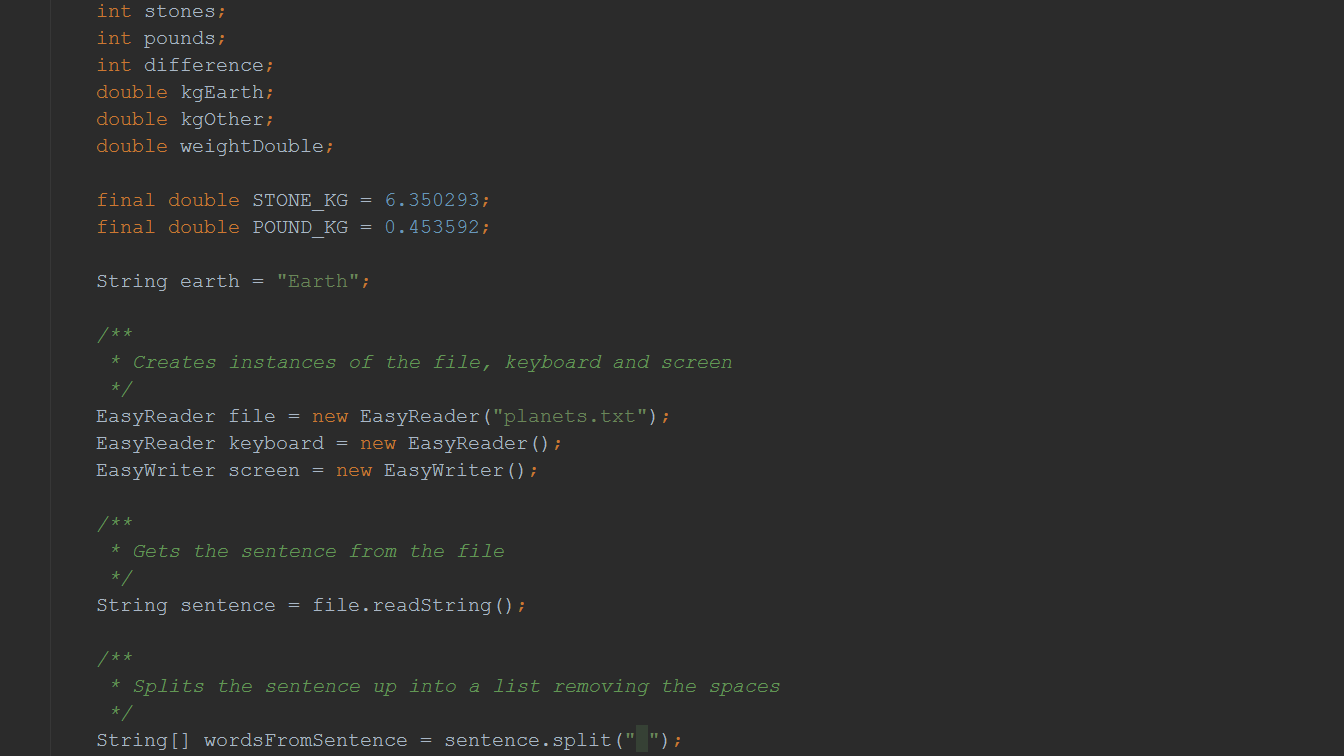 int stones;
int pounds;
int difference;
double kgEarth;
double kgOther;
double weightDouble;
final double STONE_KG = 6.350293;
final double POUND_KG = 0.453592;
String earth = "Earth";
/**
* Creates instances of the file, keyboard and screen
*/
EasyReader file = new EasyReader("planets.txt");
EasyReader keyboard = new EasyReader();
EasyWriter screen = new EasyWriter();
/**
* Gets the sentence from the file
*/
String sentence = file.readString();
/**
* Splits the sentence up into a list removing the spaces
*/
String[] wordsFromSentence = sentence.split(" ");